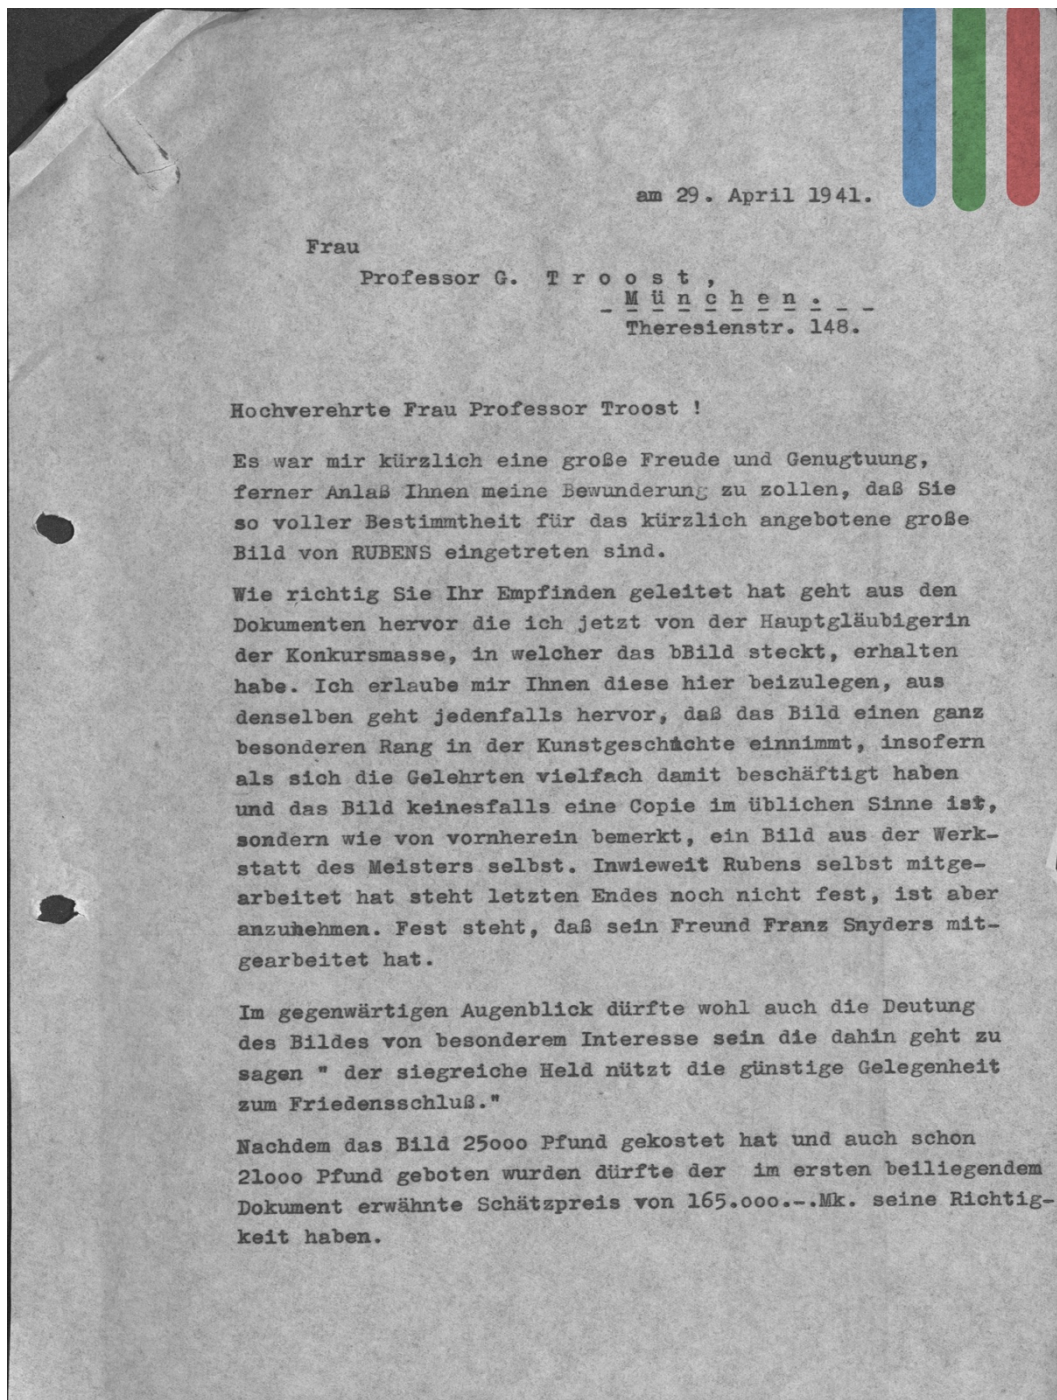 am 29. April 1941.
Frau
Professor G. Troost,
München.
Theresienstr. 148.
Hochverehrte Frau Professor Troost !
Es war mir kürzlich eine große Freude und Genugtuung,
ferner Anlaß Ihnen meine Bewunderung zu zollen, daß Sie
so voller Bestimmtheit für das kürzlich angebotene große
Bild von RUBENS eingetreten sind.
Wie richtig Sie Ihr Empfinden geleitet hat geht aus den
Dokumenten hervor die ich jetzt von der Hauptgläubigerin
der Konkursmasse, in welcher das bBild steckt, erhalten
habe. Ich erlaube mir Ihnen diese hier beizulegen, aus
denselben geht jedenfalls hervor, daß das Bild einen ganz
besonderen Rang in der Kunstgeschichte einnimmt, insofern
als sich die Gelehrten vielfach damit beschäftigt haben
und das Bild keinesfalls eine Copie im üblichen Sinne ist,
sondern wie von vornherein bemerkt, ein Bild aus der Werk-
statt des Meisters selbst. Inwieweit Rubens selbst mitge-
arbeitet hat steht letzten Endes noch nicht fest, ist aber
anzunehmen. Fest steht, daß sein Freund Franz Snyders mit-
gearbeitet hat.
Im gegenwärtigen Augenblick dürfte wohl auch die Deutung
des Bildes von besonderem Interesse sein die dahin geht zu
sagen " der siegreiche Held nützt die günstige Gelegenheit
zum Friedensschluß."
Nachdem das Bild 25ooo Pfund gekostet hat und auch schon
21ooo Pfund geboten wurden dürfte der im ersten beiliegendem
Dokument erwähnte Schätzpreis von 165.ooo.-.Mk. seine Richtig-
keit haben.